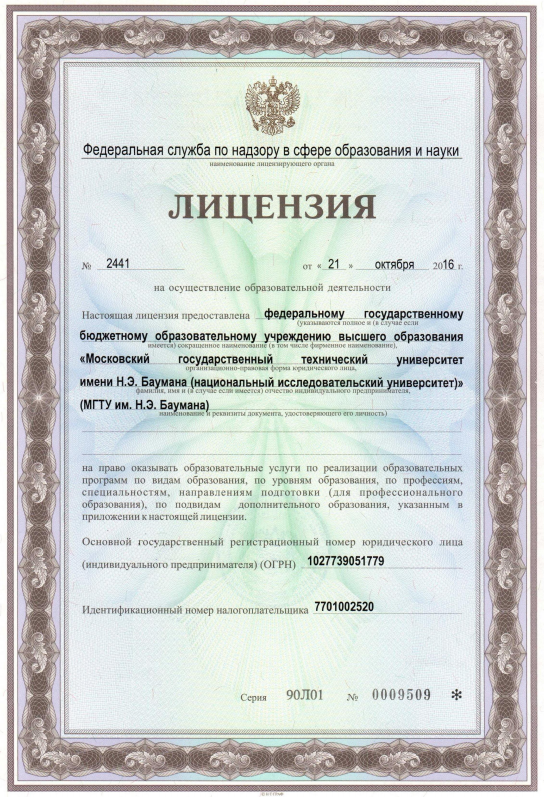 Федеральная служба по надзору в сфере образования и науки
наименование лицензирующего органа
ЛИЦЕНЗИЯ
№ 2441 от « 21 » октября 2016 г.
на осуществление образовательной деятельности
Настоящая лицензия предоставлена федеральному государственному
(указываются полное и (в случае если
бюджетному образовательному учреждению высшего образования
имеется) сокращенное наименование (в том числе фирменное наименование),
«Московский государственный технический университет
организационно-правовая форма юридического лица,
имени Н.Э. Баумана (национальный исследовательский университет)»
фамилия, имя и (в случае если имеется) отчество индивидуального предпринимателя,
(МГТУ им. Н.Э. Баумана)
наименование и реквизиты документа, удостоверяющего его личность)
на право оказывать образовательные услуги по реализации образовательных
программ по видам образования, по уровням образования, по профессиям,
специальностям, направлениям подготовки (для профессионального
образования), по подвидам дополнительного образования, указанным в
приложении к настоящей лицензии.
Основной государственный регистрационный номер юридического лица
(индивидуального предпринимателя) (ОГРН) 1027739051779
Идентификационный номер налогоплательщика 7701002520
Серия 90Л01 № 0009509 *